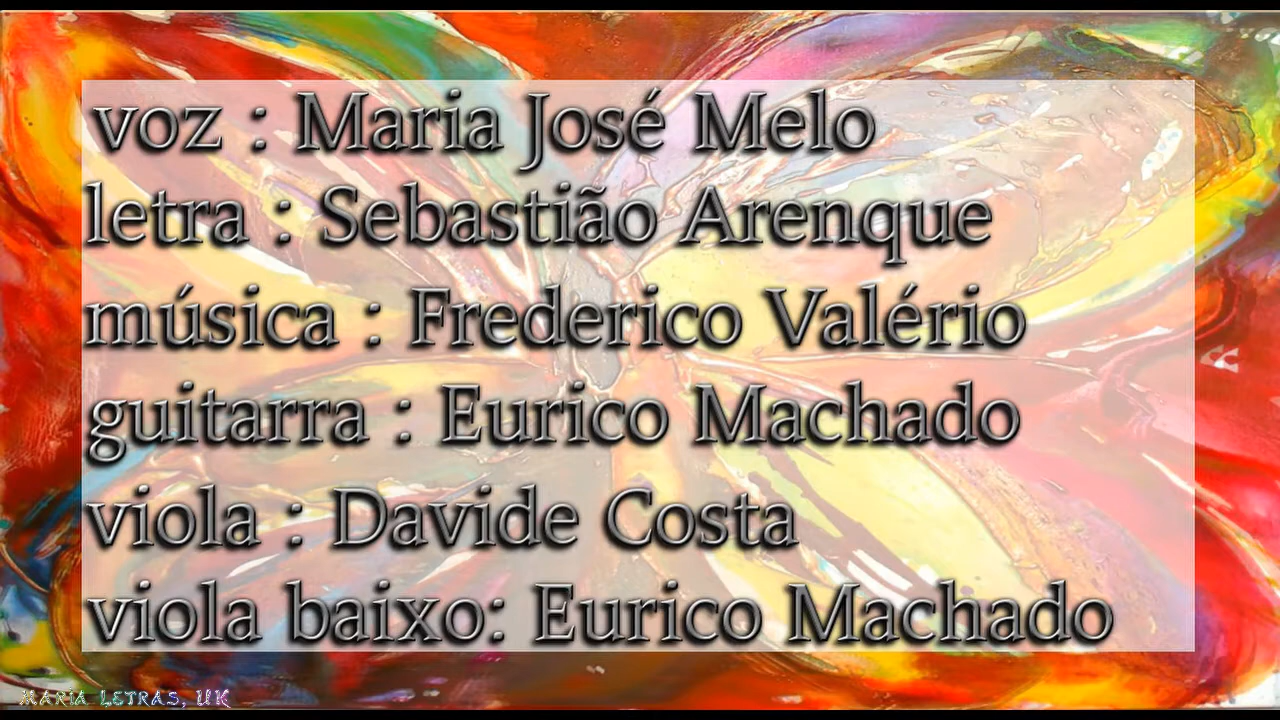 voz : Maria José Melo
letra : Sebastião Arenque
música : Frederico Valério
guitarra : Eurico Machado
viola : Davide Costa
viola baixo: Eurico Machado
MARIA LETRAS, UK